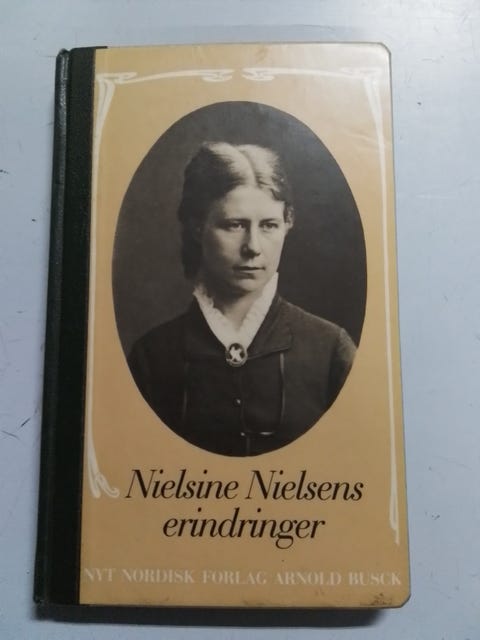 Nielsine Nielsens
erindringer
NYT NORDISK FORLAG ARNOLD BUSCK